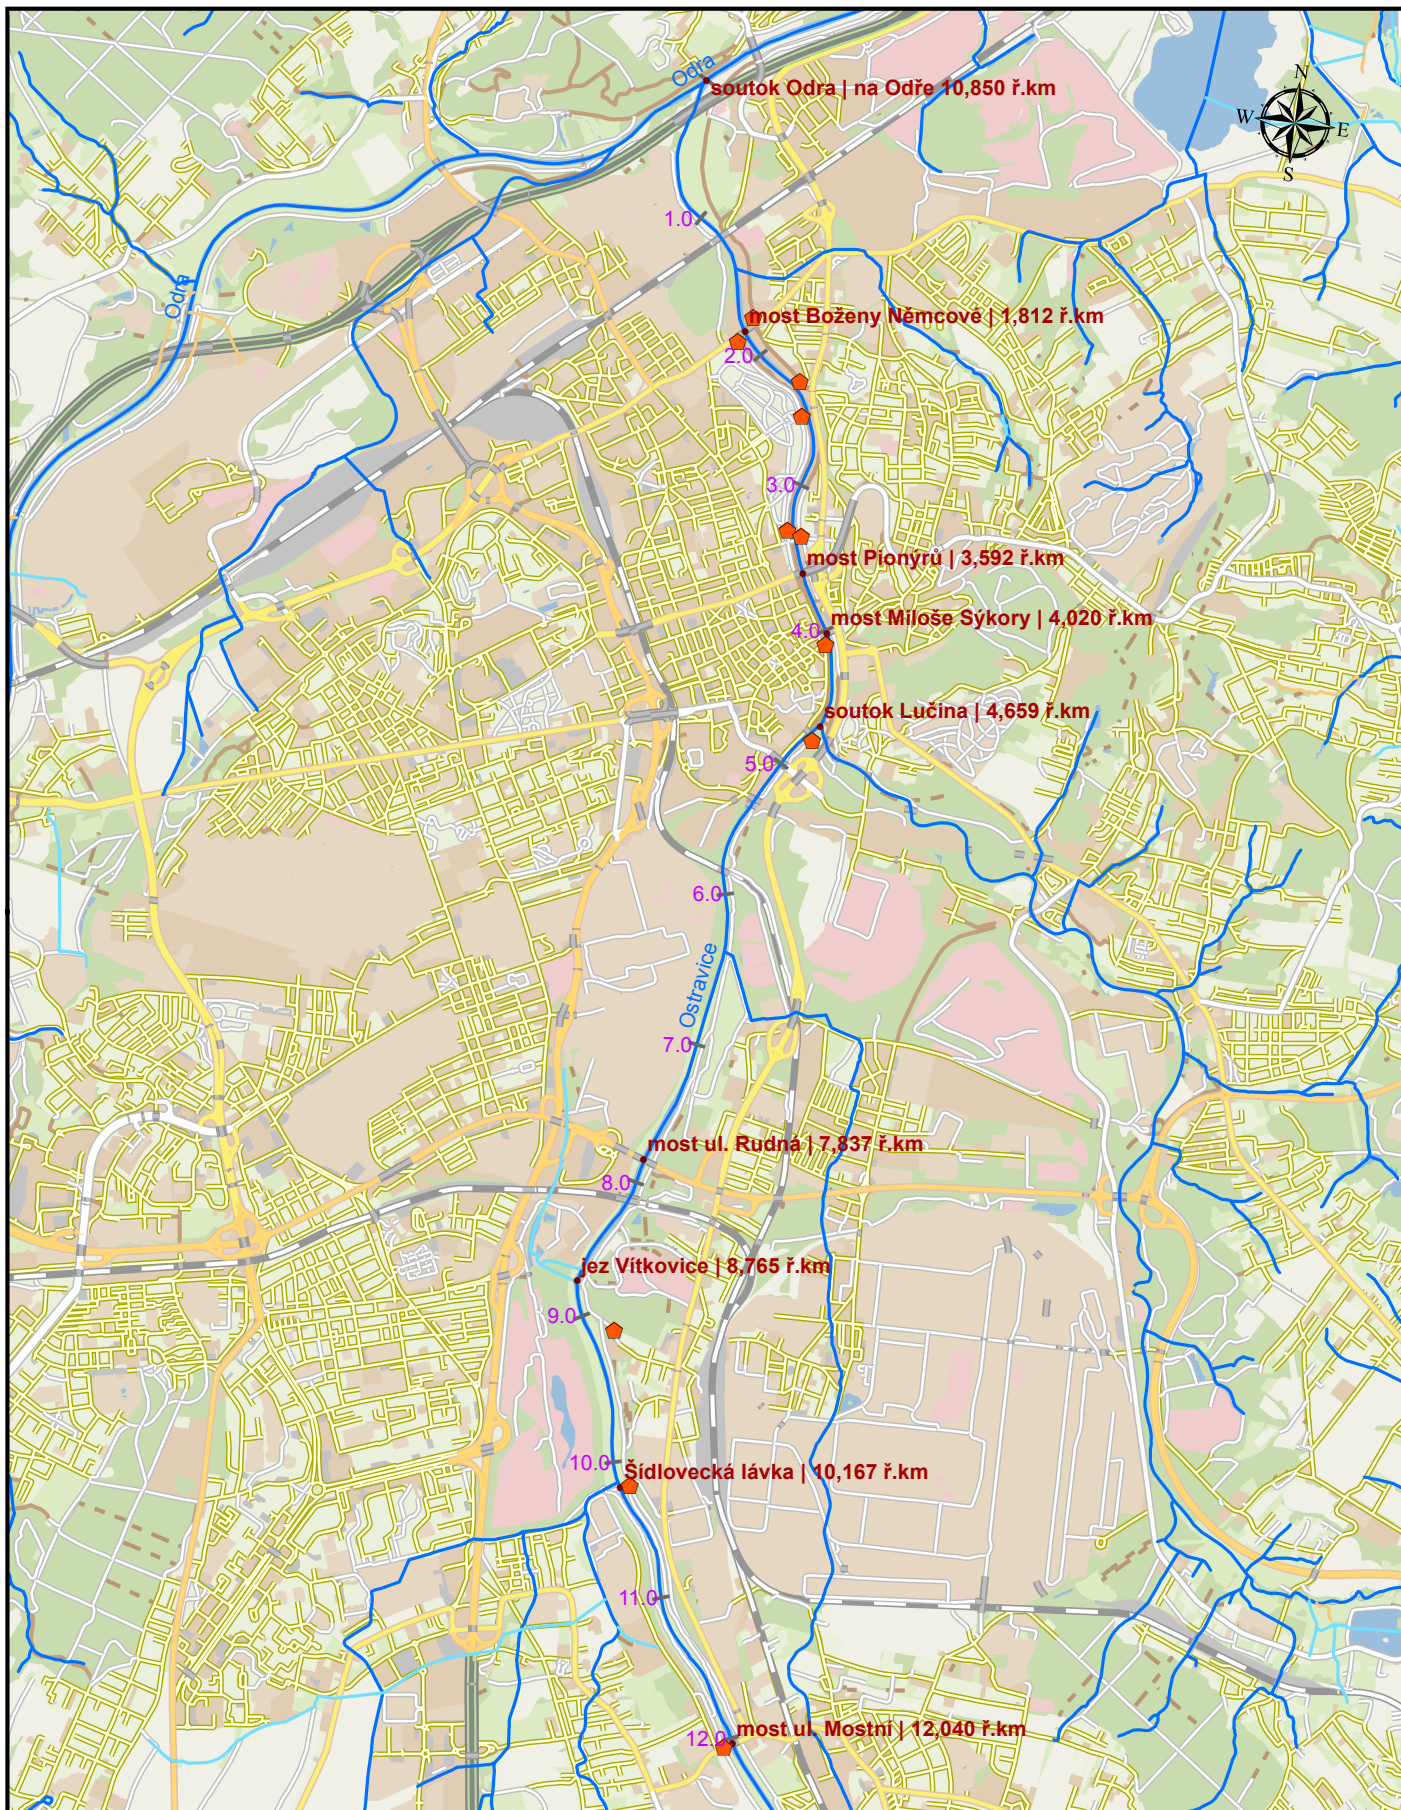 Odra
soutok Odra | na Odře 10,850 ř.km
N
W
E
S
1.0
Odra
most Boženy Němcové | 1,812 ř.km
2.0
3.0
most Pionýrů | 3,592 ř.km
most Miloše Sýkory | 4,020 ř.km
4.0
soutok Lučina | 4,659 ř.km
5.0
6.0
Ostravice
7.0
most ul. Rudná | 7,837 ř.km
8.0
jez Vítkovice | 8,765 ř.km
9.0
10.0
Šídlovecká lávka | 10,167 ř.km
11.0
most ul. Mostní | 12,040 ř.km
12.0